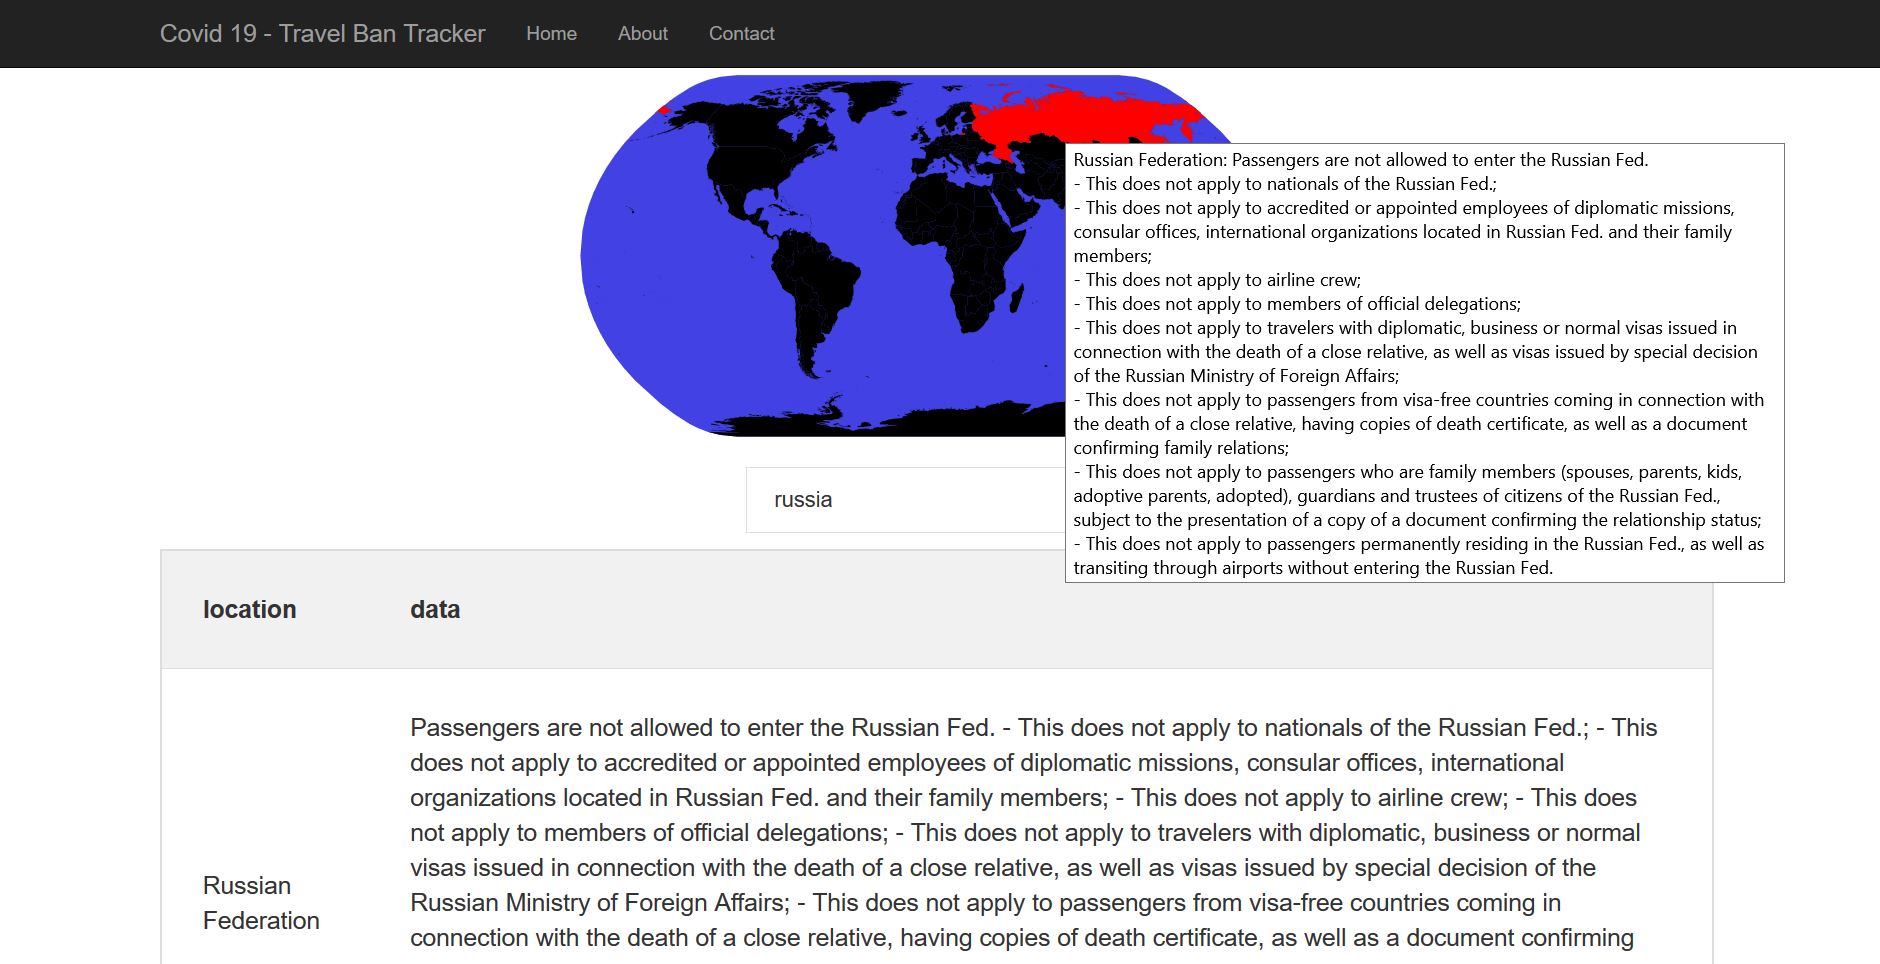 Covid 19 - Travel Ban Tracker Home About Contact
Russian Federation: Passengers are not allowed to enter the Russian Fed.
- This does not apply to nationals of the Russian Fed.;
- This does not apply to accredited or appointed employees of diplomatic missions,
consular offices, international organizations located in Russian Fed. and their family
members;
- This does not apply to airline crew;
- This does not apply to members of official delegations;
- This does not apply to travelers with diplomatic, business or normal visas issued in
connection with the death of a close relative, as well as visas issued by special decision
of the Russian Ministry of Foreign Affairs;
- This does not apply to passengers from visa-free countries coming in connection with
the death of a close relative, having copies of death certificate, as well as a document
confirming family relations;
- This does not apply to passengers who are family members (spouses, parents, kids,
adoptive parents, adopted), guardians and trustees of citizens of the Russian Fed.,
subject to the presentation of a copy of a document confirming the relationship status;
- This does not apply to passengers permanently residing in the Russian Fed., as well as
transiting through airports without entering the Russian Fed.
russia
location data
Russian
Federation
Passengers are not allowed to enter the Russian Fed. - This does not apply to nationals of the Russian Fed.; - This
does not apply to accredited or appointed employees of diplomatic missions, consular offices, international
organizations located in Russian Fed. and their family members; - This does not apply to airline crew; - This does
not apply to members of official delegations; - This does not apply to travelers with diplomatic, business or normal
visas issued in connection with the death of a close relative, as well as visas issued by special decision of the
Russian Ministry of Foreign Affairs; - This does not apply to passengers from visa-free countries coming in
connection with the death of a close relative, having copies of death certificate, as well as a document confirming